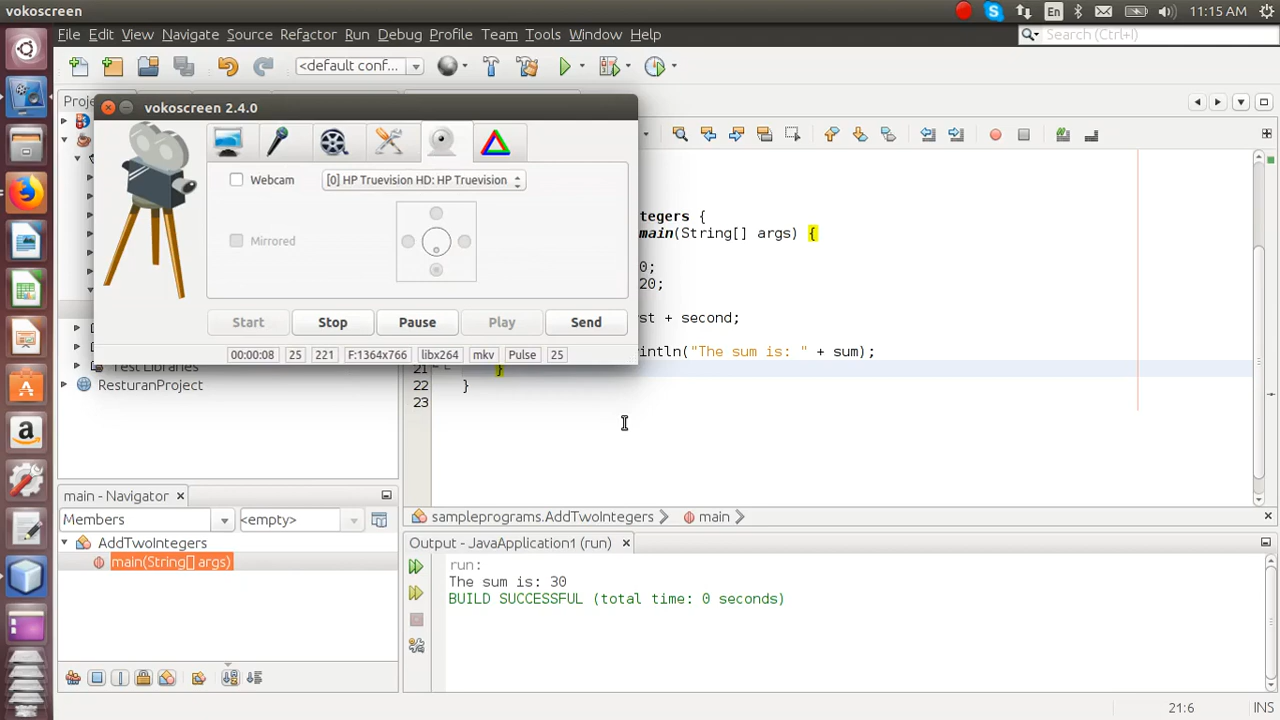 vokoscreen
En
11:15 AM
File Edit View Navigate Source Refactor Run Debug Profile Team Tools Window Help
Search (Ctrl+I)
<default conf...
vokoscreen 2.4.0
Webcam
[0] HP Truevision HD: HP Truevision
Mirrored
Start Stop Pause Play Send
00:00:08 25 221 F:1364x766 libx264 mkv Pulse 25
tegers {
main(String[] args) {
0;
20;
st + second;
intln("The sum is: " + sum);
21 }
22 }
23
Test Libraries
ResturanProject
main - Navigator
Members
<empty>
AddTwoIntegers
main(String[] args)
sampleprograms.AddTwoIntegers
main
Output - JavaApplication1 (run)
run:
The sum is: 30
BUILD SUCCESSFUL (total time: 0 seconds)
21:6
INS